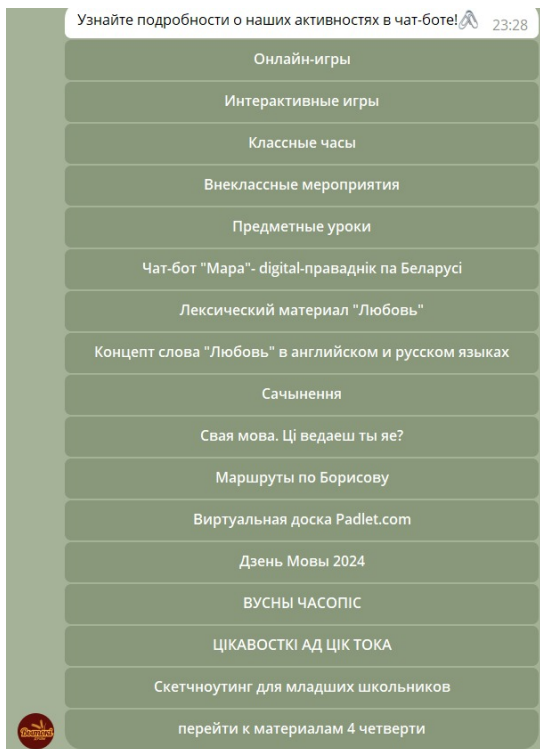 Узнайте подробности о наших активностях в чат-боте!
23:28
Онлайн-игры
Интерактивные игры
Классные часы
Внеклассные мероприятия
Предметные уроки
Чат-бот "Мара"- digital-праваднік па Беларусі
Лексический материал "Любовь"
Концепт слова "Любовь" в английском и русском языках
Сачынення
Свая мова. Ці ведаеш ты яе?
Маршруты по Борисову
Виртуальная доска Padlet.com
Дзень Мовы 2024
ВУСНЫ ЧАСОПІС
ЦІКАВОСТКІ АД ЦІК ТОКА
Скетчноутинг для младших школьников
перейти к материалам 4 четверти